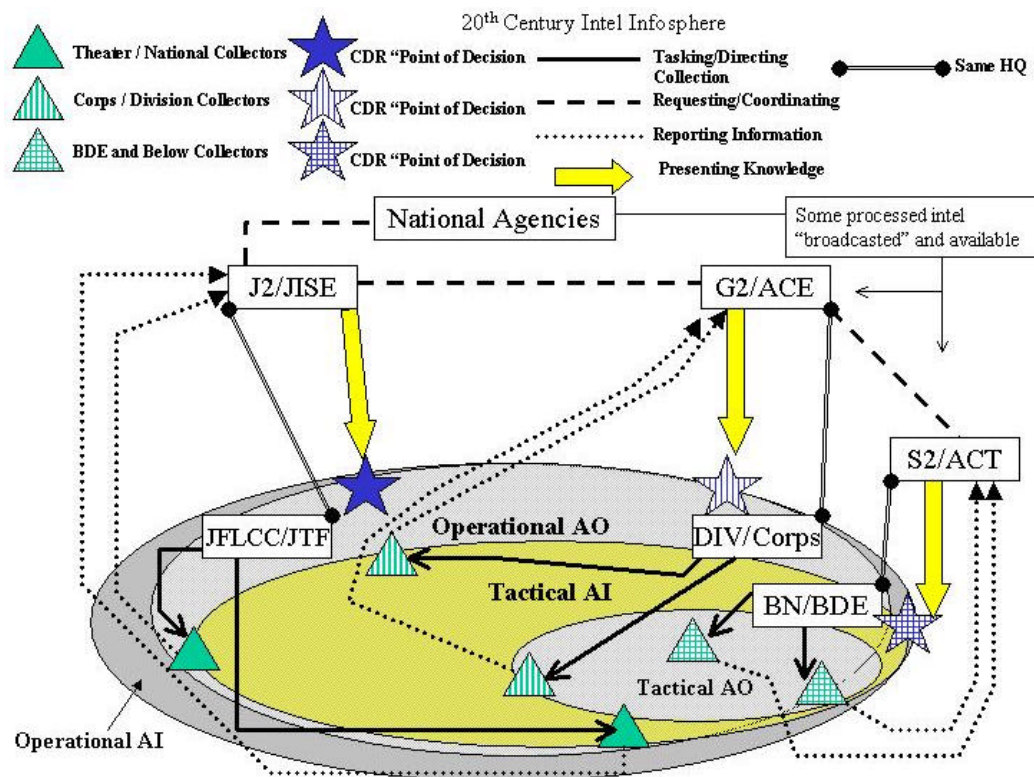 20th Century Intel Infosphere
Theater / National Collectors
CDR “Point of Decision
Tasking/Directing
Collection
Same HQ
Corps / Division Collectors
CDR “Point of Decision
Requesting/Coordinating
BDE and Below Collectors
CDR “Point of Decision
Reporting Information
Presenting Knowledge
National Agencies
Some processed intel
“broadcasted” and available
J2/JISE
G2/ACE
S2/ACT
JFLCC/JTF
Operational AO
DIV/Corps
Tactical AI
BN/BDE
Tactical AO
Operational AI